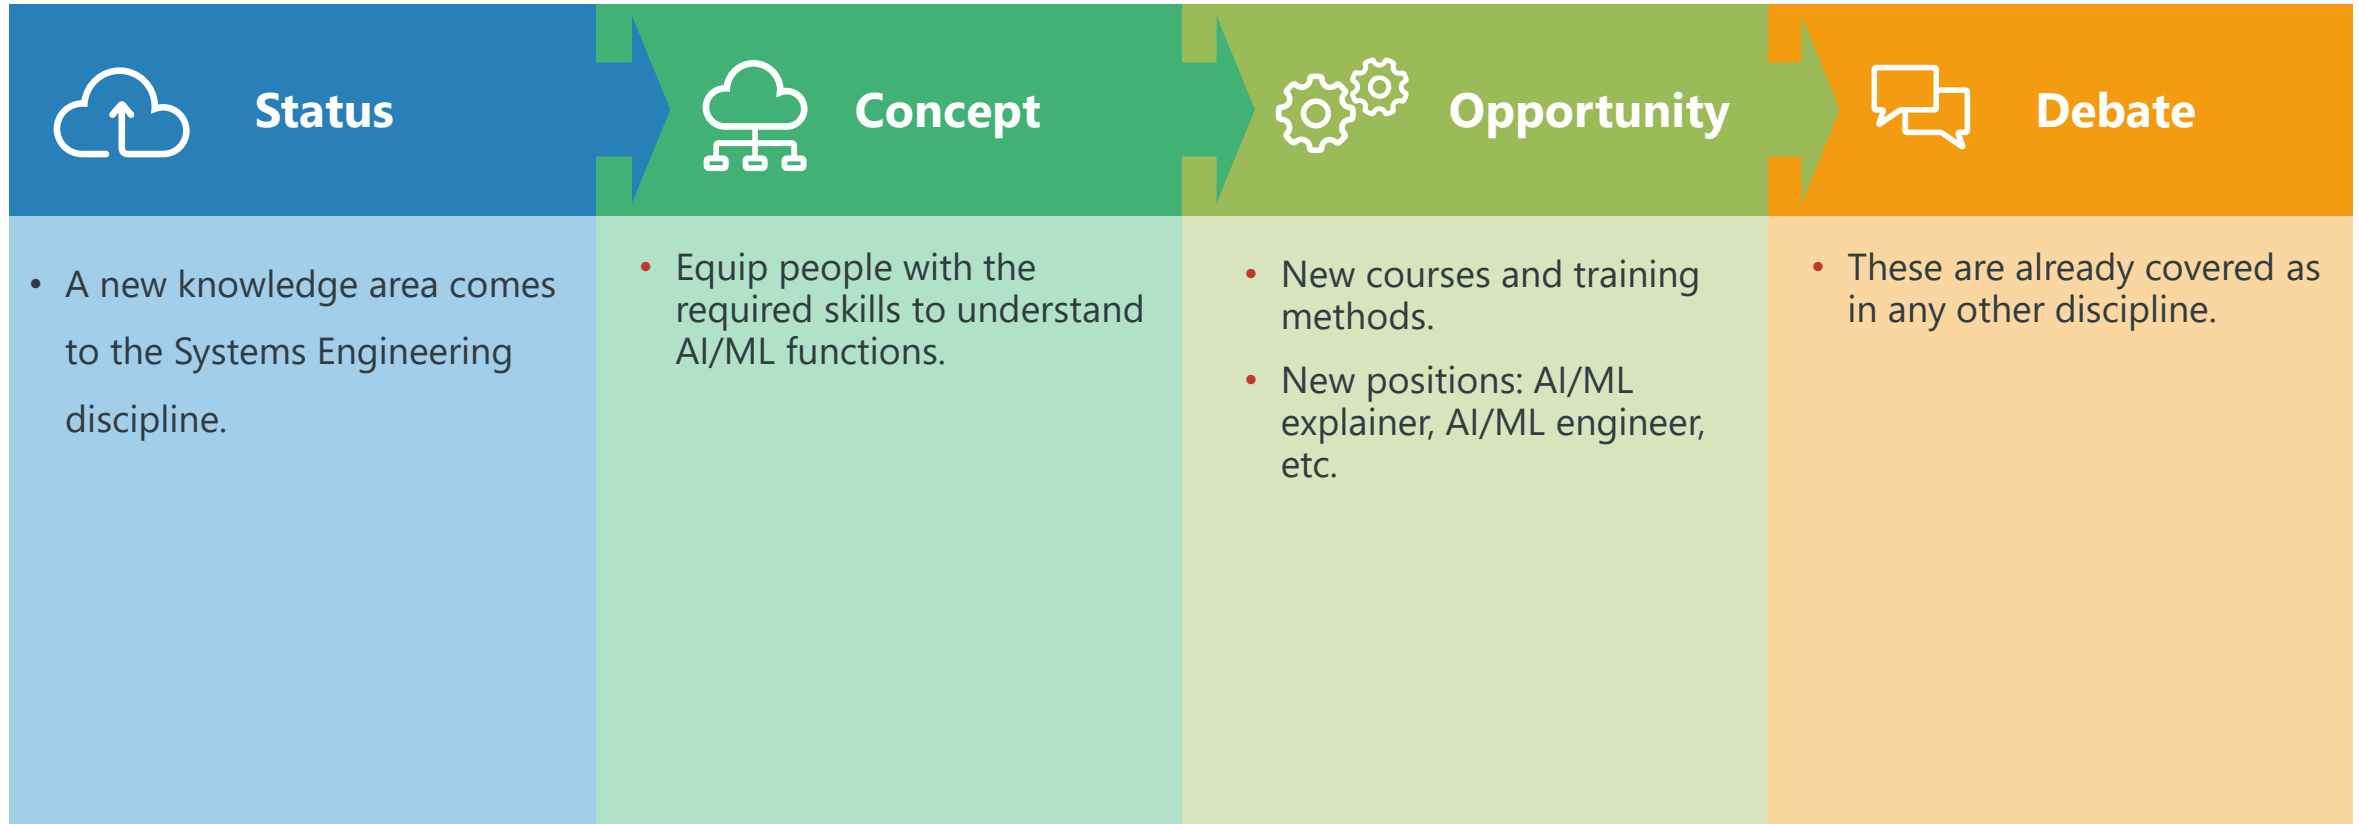 Status
• A new knowledge area comes
to the Systems Engineering
discipline.
Concept
• Equip people with the
required skills to understand
AI/ML functions.
Opportunity
• New courses and training
methods.
• New positions: AI/ML
explainer, AI/ML engineer,
etc.
Debate
• These are already covered as
in any other discipline.